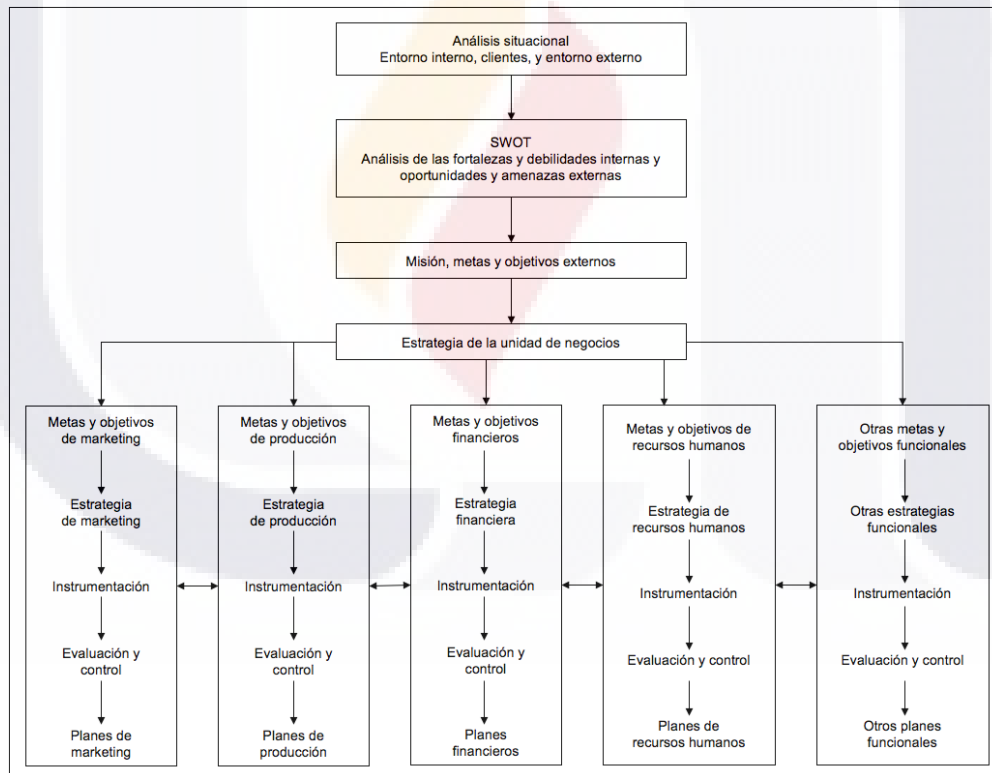 Análisis situacional
Entorno interno, clientes, y entorno externo
SWOT
Análisis de las fortalezas y debilidades internas y
oportunidades y amenazas externas
Misión, metas y objetivos externos
Estrategia de la unidad de negocios
Metas y objetivos
de marketing
Estrategia
de marketing
Instrumentación
Evaluación y
control
Planes de
marketing
Metas y objetivos
de producción
Estrategia
de producción
Instrumentación
Evaluación y
control
Planes de
producción
Metas y objetivos
financieros
Estrategia
financiera
Instrumentación
Evaluación y
control
Planes
financieros
Metas y objetivos de
recursos humanos
Estrategia de
recursos humanos
Instrumentación
Evaluación y control
Planes de
recursos humanos
Otras metas y
objetivos funcionales
Otras estrategias
funcionales
Instrumentación
Evaluación y control
Otros planes
funcionales